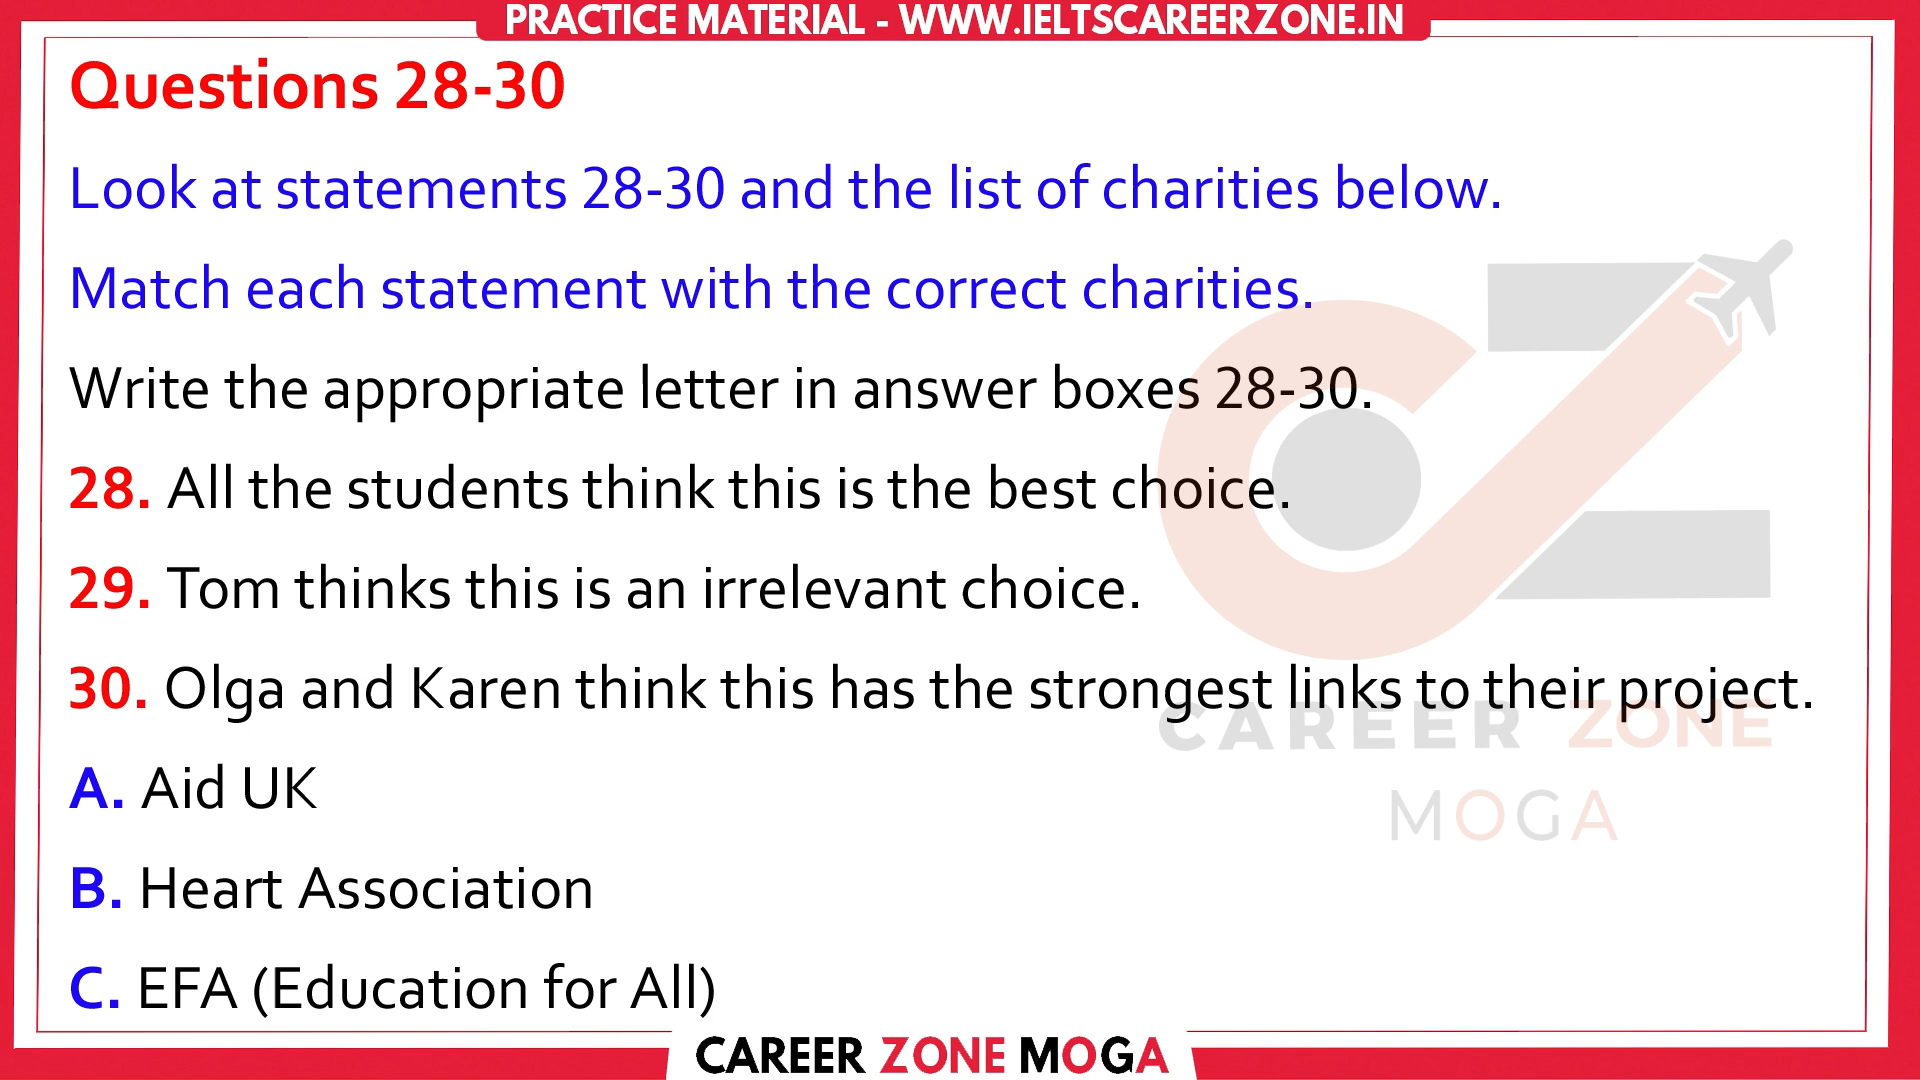 PRACTICE MATERIAL - WWW.IELTSCAREERZONE.IN
Questions 28-30
Look at statements 28-30 and the list of charities below.
Match each statement with the correct charities.
Write the appropriate letter in answer boxes 28-30.
28. All the students think this is the best choice.
29. Tom thinks this is an irrelevant choice.
30. Olga and Karen think this has the strongest links to their project.
CAREER ZONE
MOGA
A. Aid UK
B. Heart Association
C. EFA (Education for All)
CAREER ZONE MOGA